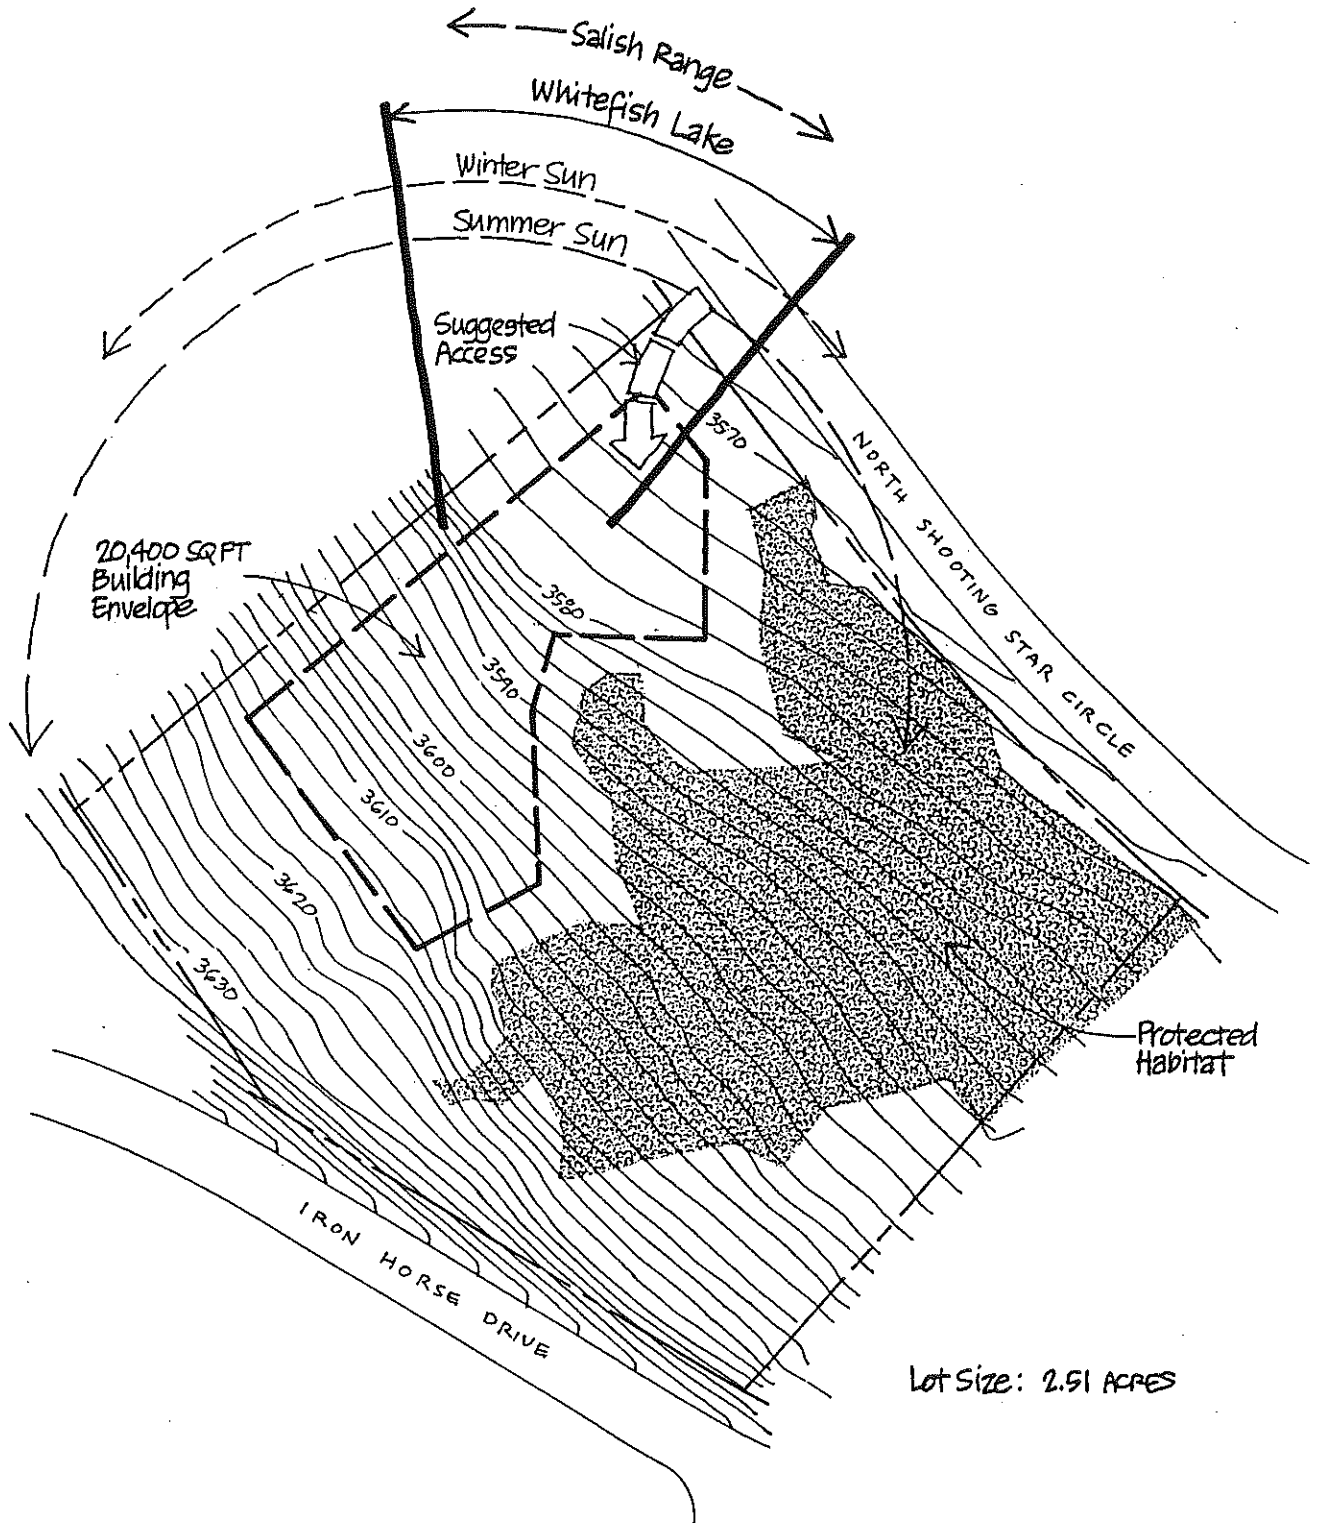 Salish Range
Whitefish Lake
Winter Sun
Summer Sun
Suggested
Access
3570
NORTH SHOOTING STAR CIRCLE
20,400 SQ FT
Building
Envelope
3580
3590
3600
3610
3620
3630
Protected
Habitat
IRON HORSE DRIVE
Lot Size: 2.51 ACRES